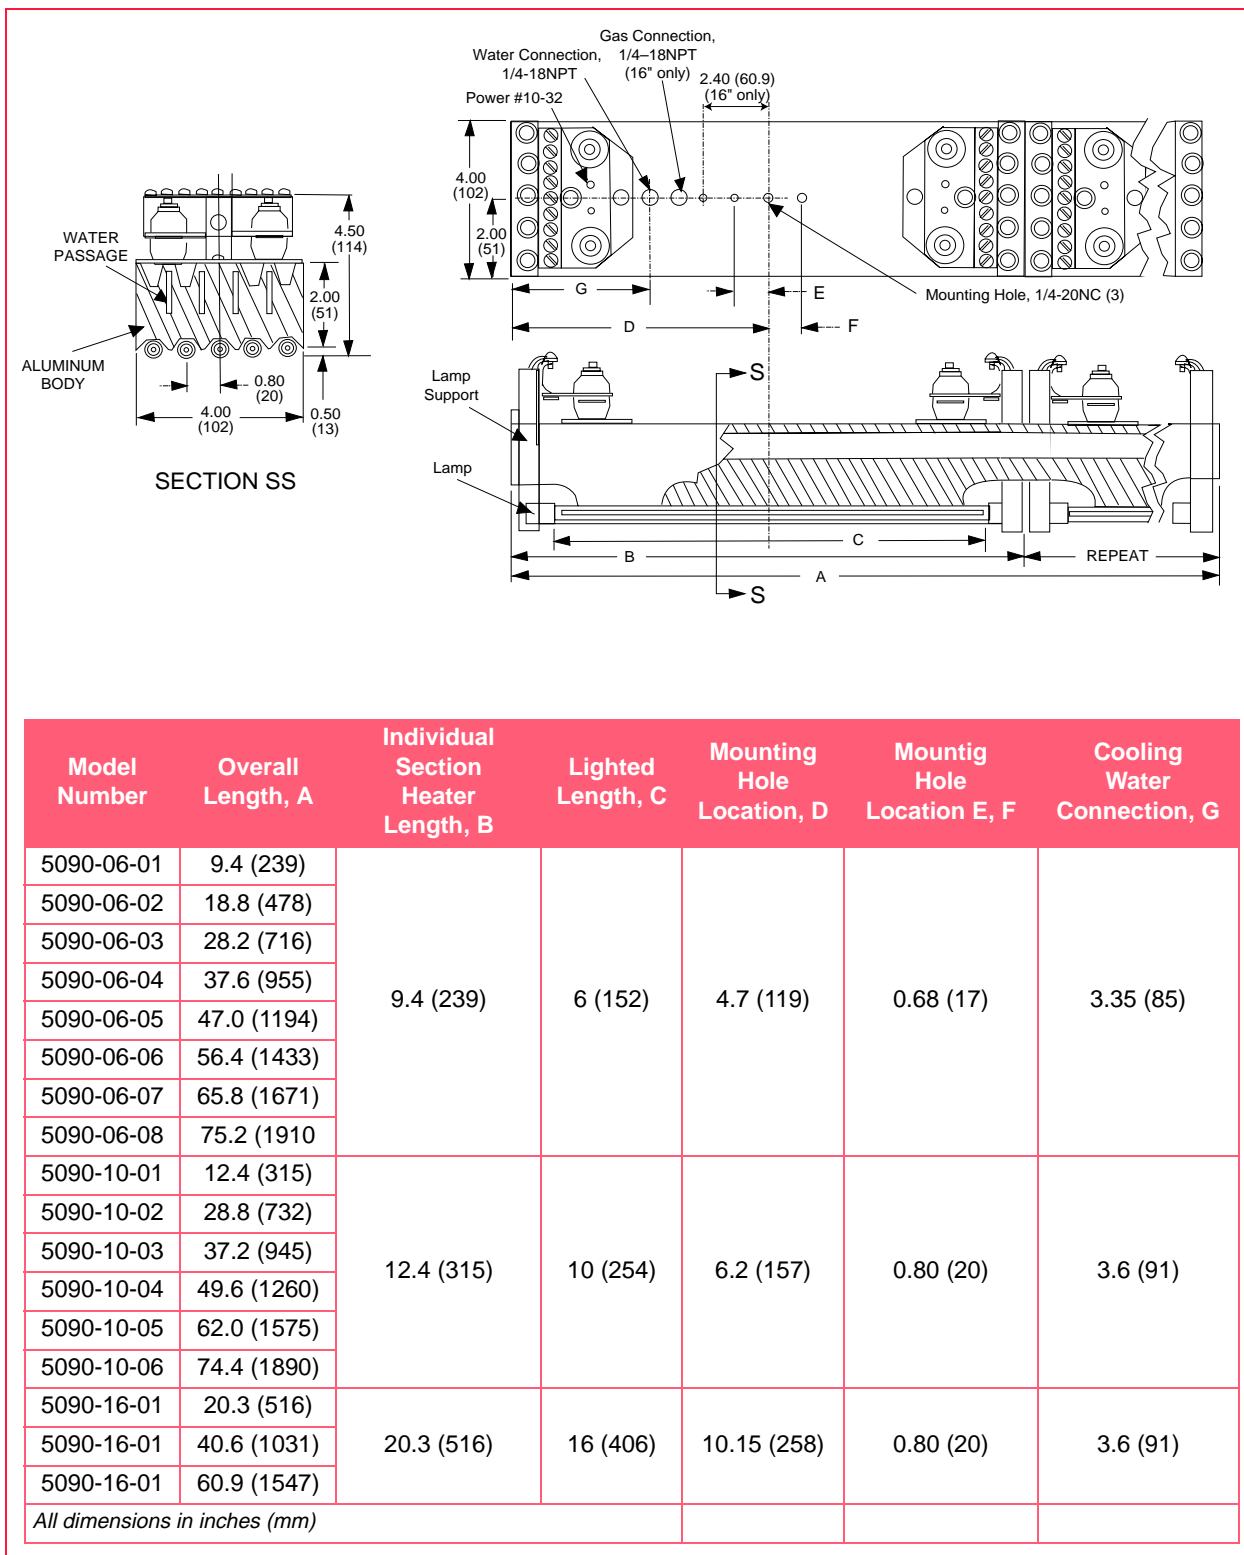 Gas Connection,
1/4–18NPT
(16" only)
Water Connection,
1/4-18NPT
Power #10-32
2.40 (60.9)
(16" only)
4.00
(102)
2.00
(51)
G
E
Mounting Hole, 1/4-20NC (3)
D
F
WATER
PASSAGE
4.50
(114)
2.00
(51)
ALUMINUM
BODY
0.80
(20)
4.00
(102)
0.50
(13)
SECTION SS
Lamp
Support
S
Lamp
C
B
REPEAT
A
S
Model
Number
Overall
Length, A
Individual
Section
Heater
Length, B
Lighted
Length, C
Mounting
Hole
Location, D
Mountig
Hole
Location E, F
Cooling
Water
Connection, G
5090-06-01 9.4 (239)
5090-06-02 18.8 (478)
5090-06-03 28.2 (716)
5090-06-04 37.6 (955)
9.4 (239) 6 (152) 4.7 (119) 0.68 (17) 3.35 (85)
5090-06-05 47.0 (1194)
5090-06-06 56.4 (1433)
5090-06-07 65.8 (1671)
5090-06-08 75.2 (1910
5090-10-01 12.4 (315)
5090-10-02 28.8 (732)
5090-10-03 37.2 (945)
12.4 (315) 10 (254) 6.2 (157) 0.80 (20) 3.6 (91)
5090-10-04 49.6 (1260)
5090-10-05 62.0 (1575)
5090-10-06 74.4 (1890)
5090-16-01 20.3 (516)
5090-16-01 40.6 (1031) 20.3 (516) 16 (406) 10.15 (258) 0.80 (20) 3.6 (91)
5090-16-01 60.9 (1547)
All dimensions in inches (mm)